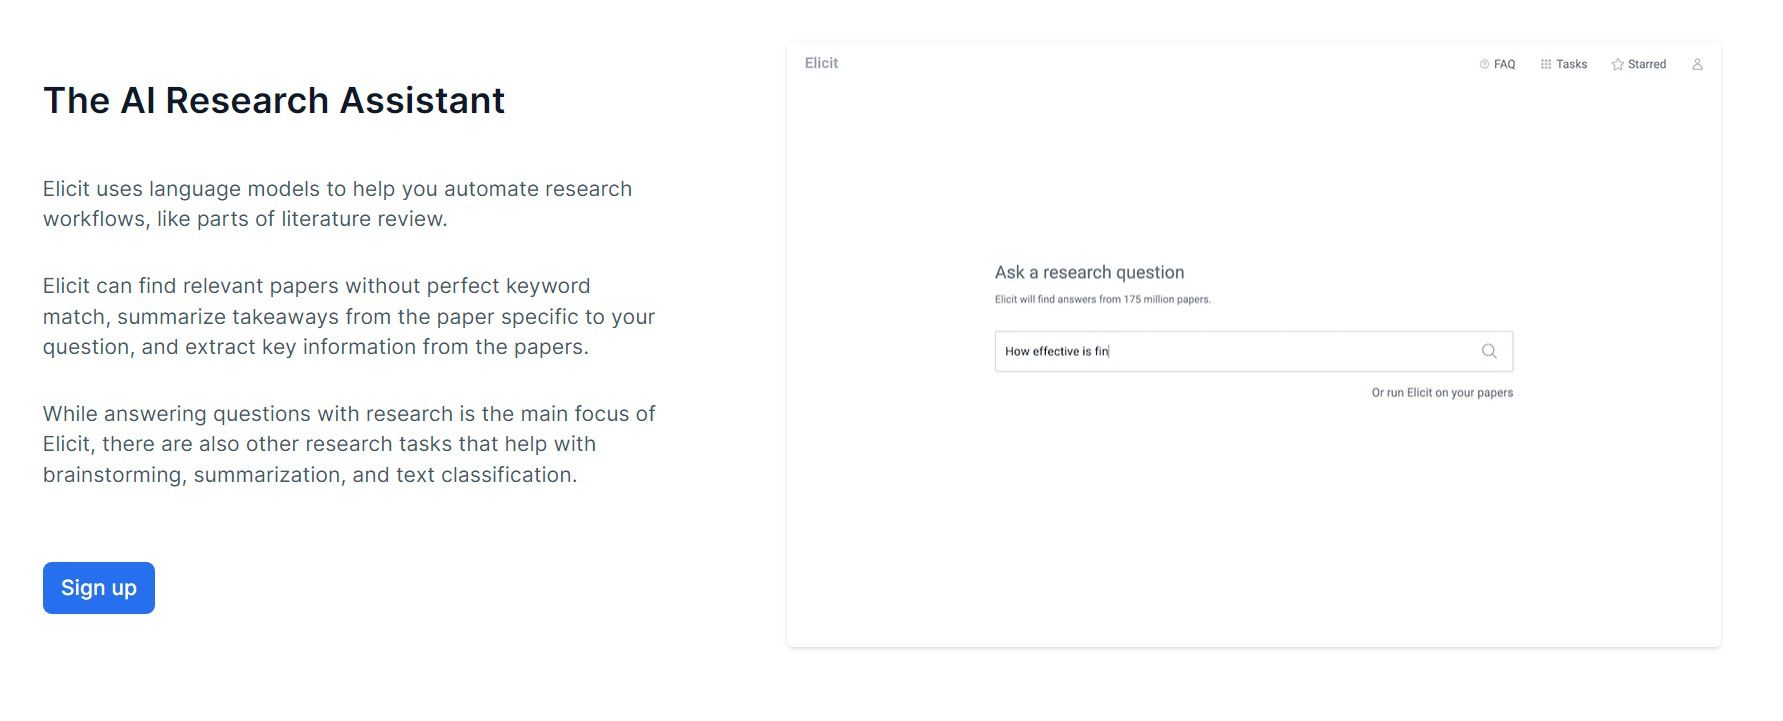 The AI Research Assistant
Elicit uses language models to help you automate research
workflows, like parts of literature review.
Elicit can find relevant papers without perfect keyword
match, summarize takeaways from the paper specific to your
question, and extract key information from the papers.
While answering questions with research is the main focus of
Elicit, there are also other research tasks that help with
brainstorming, summarization, and text classification.
Sign up
Elicit
FAQ Tasks Starred
Ask a research question
Elicit will find answers from 175 million papers.
How effective is fin
Or run Elicit on your papers